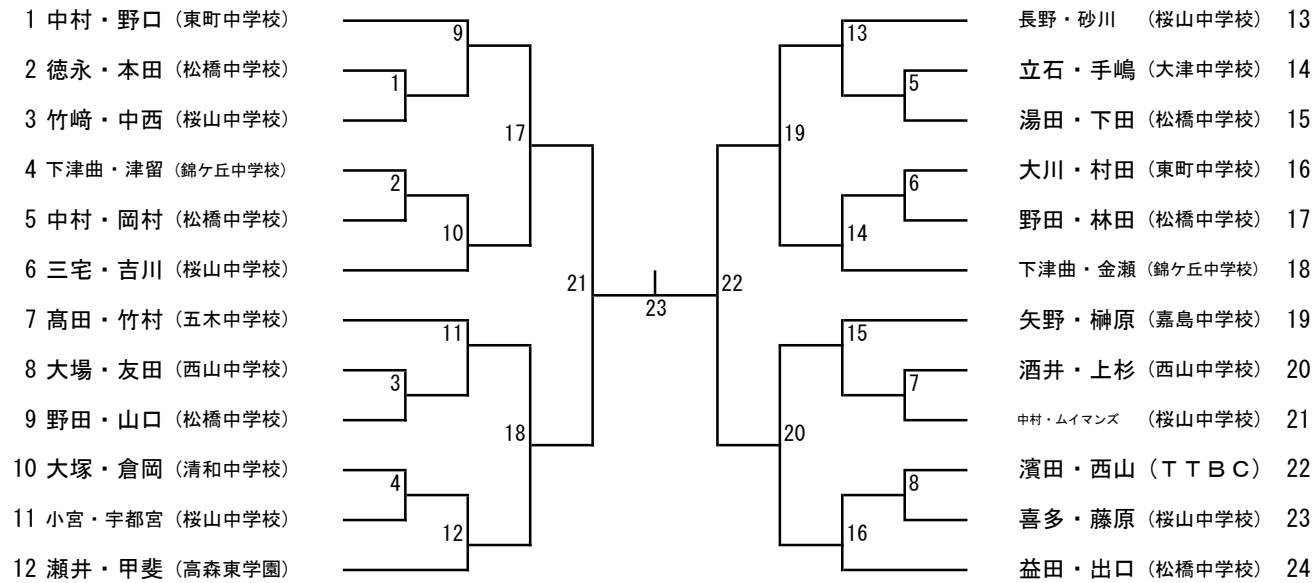 1 中村・野口 (東町中学校)
2 徳永・本田 (松橋中学校)
3 竹﨑・中西 (桜山中学校)
4 下津曲・津留 (錦ケ丘中学校)
5 中村・岡村 (松橋中学校)
6 三宅・吉川 (桜山中学校)
7 髙田・竹村 (五木中学校)
8 大場・友田 (西山中学校)
9 野田・山口 (松橋中学校)
10 大塚・倉岡 (清和中学校)
11 小宮・宇都宮 (桜山中学校)
12 瀬井・甲斐 (高森東学園)
9
1
17
2
10
21
11
3
18
4
12
23
13
5
19
6
14
22
15
7
20
8
16
長野・砂川 (桜山中学校) 13
立石・手嶋 (大津中学校) 14
湯田・下田 (松橋中学校) 15
大川・村田 (東町中学校) 16
野田・林田 (松橋中学校) 17
下津曲・金瀬 (錦ケ丘中学校) 18
矢野・榊原 (嘉島中学校) 19
酒井・上杉 (西山中学校) 20
中村・ムイマンズ (桜山中学校) 21
濱田・西山 (ＴＴＢＣ) 22
喜多・藤原 (桜山中学校) 23
益田・出口 (松橋中学校) 24